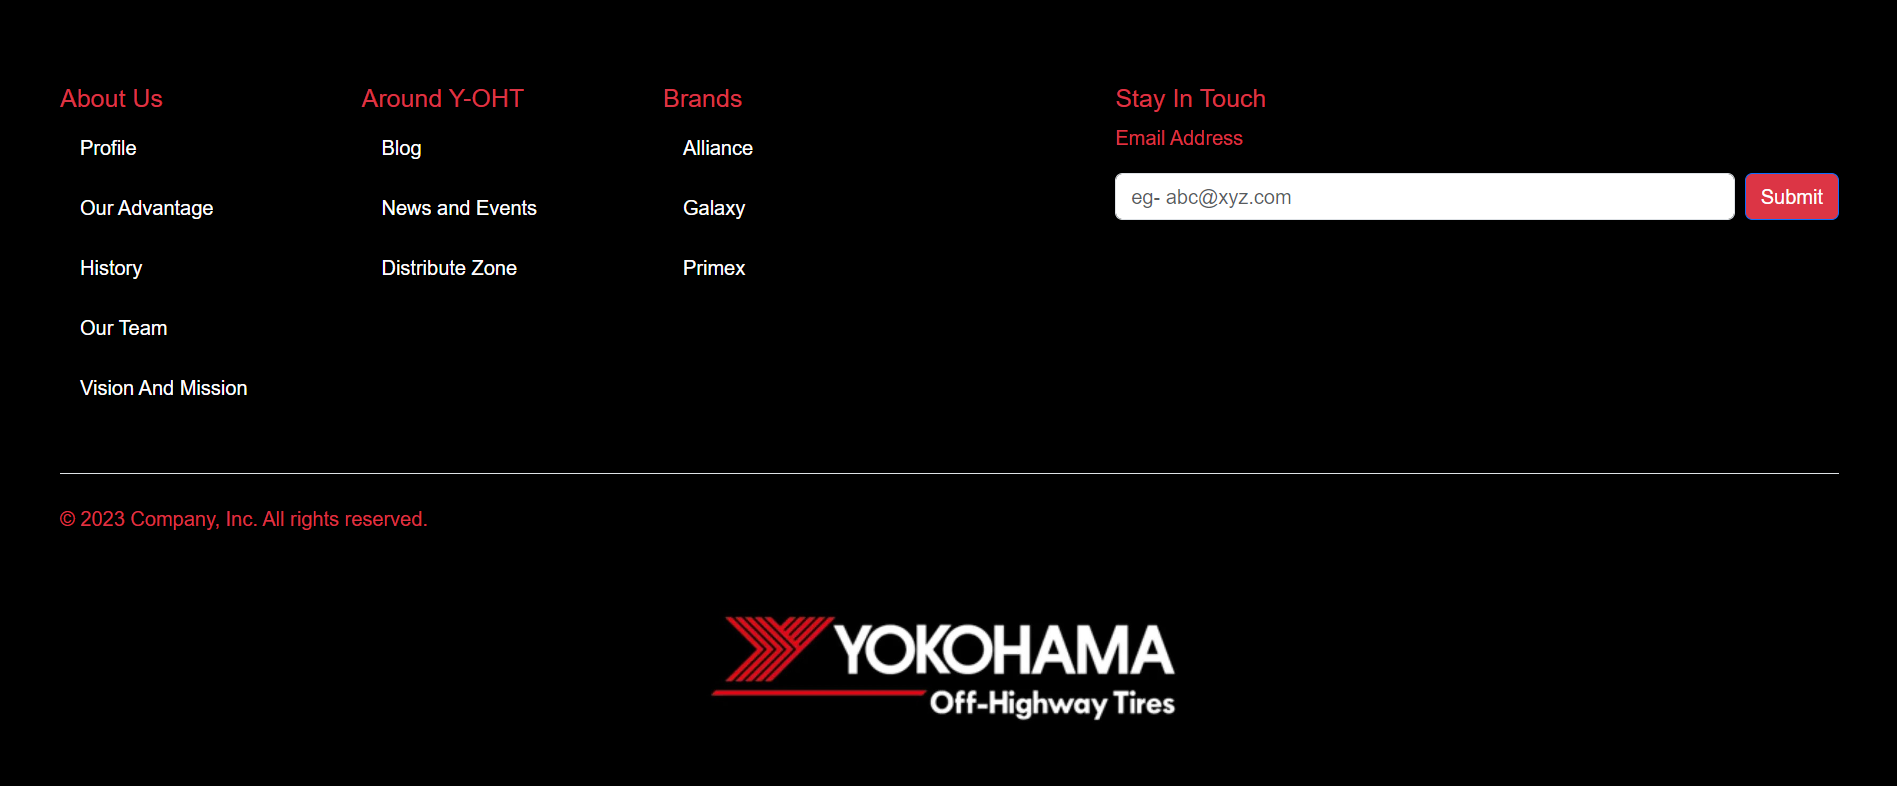 About Us
Profile
Our Advantage
History
Our Team
Vision And Mission
Around Y-OHT
Blog
News and Events
Distribute Zone
Brands
Alliance
Galaxy
Primex
Stay In Touch
Email Address
eg- abc@xyz.com
Submit
© 2023 Company, Inc. All rights reserved.
YOKOHAMA
Off-Highway Tires